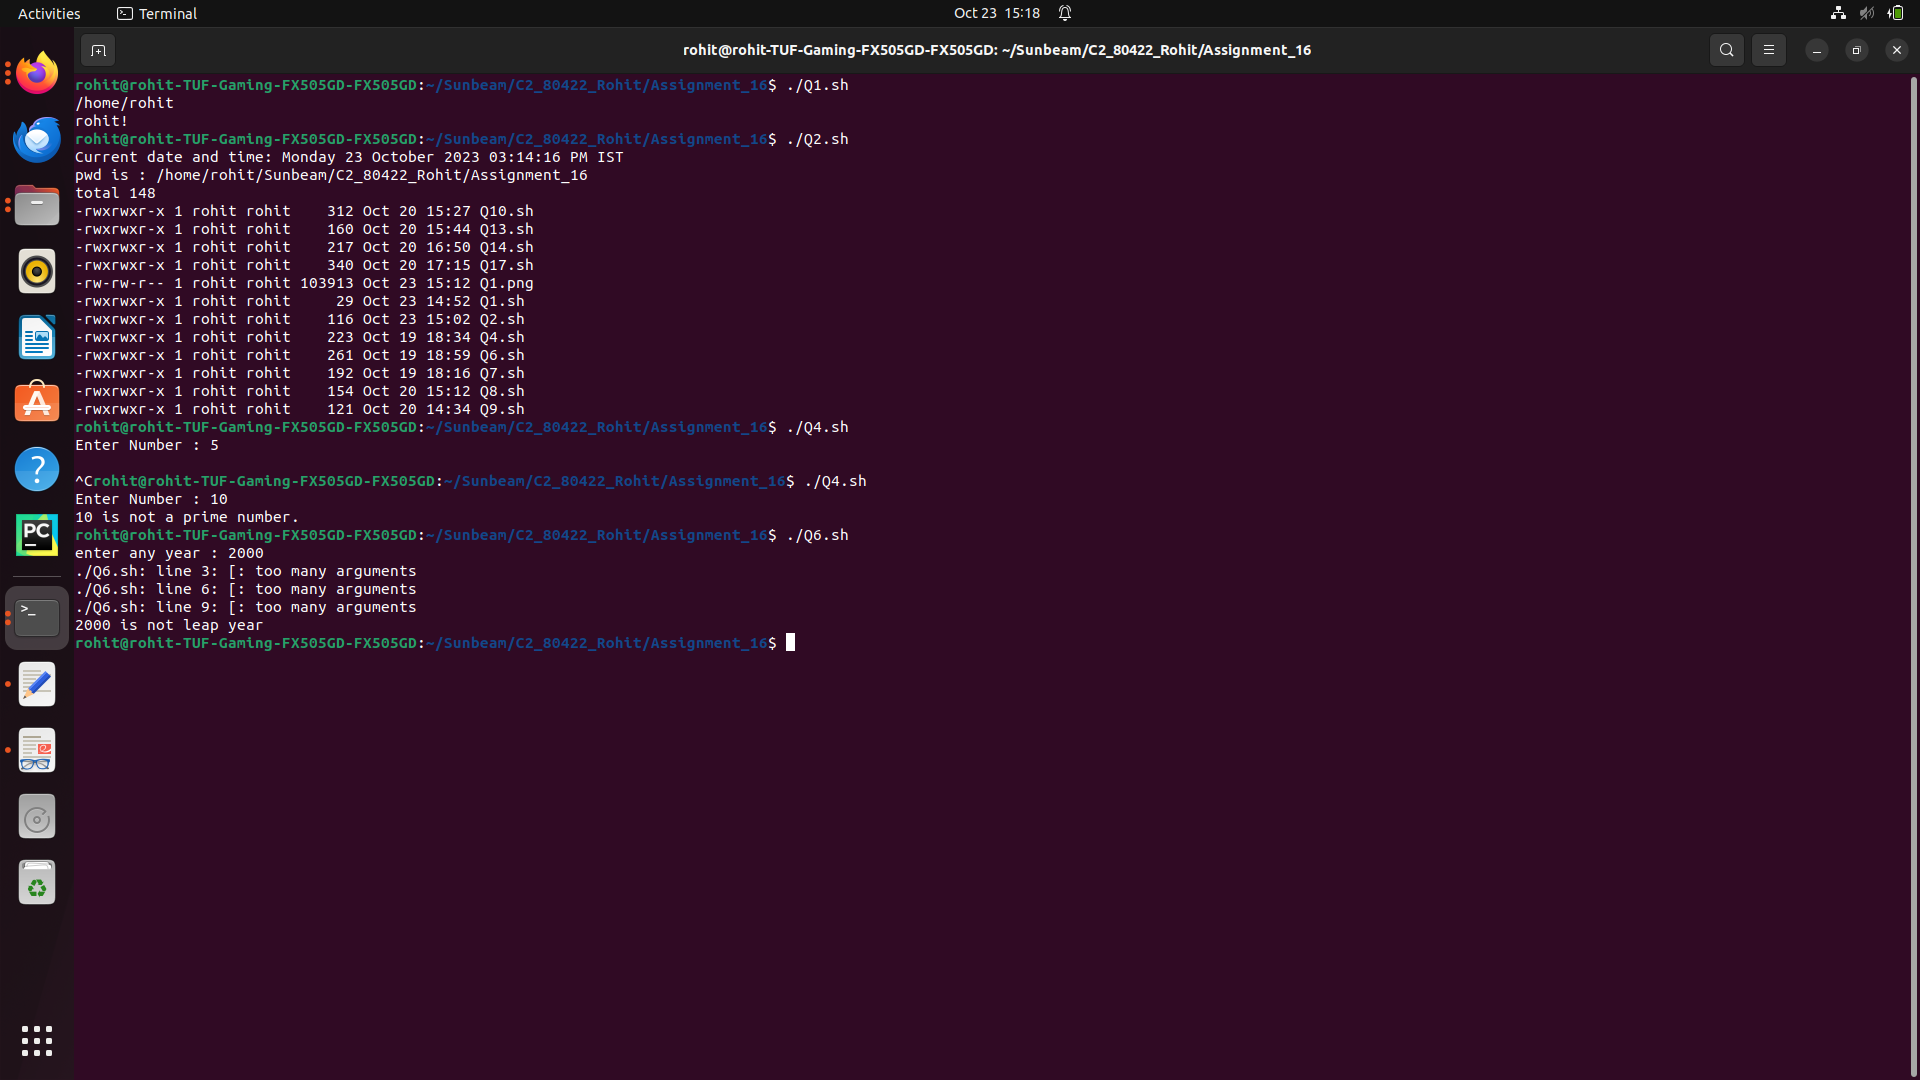 Activities Terminal Oct 23 15:18
rohit@rohit-TUF-Gaming-FX505GD-FX505GD: ~/Sunbeam/C2_80422_Rohit/Assignment_16
rohit@rohit-TUF-Gaming-FX505GD-FX505GD:~/Sunbeam/C2_80422_Rohit/Assignment_16$ ./Q1.sh
/home/rohit
rohit!
rohit@rohit-TUF-Gaming-FX505GD-FX505GD:~/Sunbeam/C2_80422_Rohit/Assignment_16$ ./Q2.sh
Current date and time: Monday 23 October 2023 03:14:16 PM IST
pwd is : /home/rohit/Sunbeam/C2_80422_Rohit/Assignment_16
total 148
-rwxrwxr-x 1 rohit rohit    312 Oct 20 15:27 Q10.sh
-rwxrwxr-x 1 rohit rohit    160 Oct 20 15:44 Q13.sh
-rwxrwxr-x 1 rohit rohit    217 Oct 20 16:50 Q14.sh
-rwxrwxr-x 1 rohit rohit    340 Oct 20 17:15 Q17.sh
-rw-rw-r-- 1 rohit rohit 103913 Oct 23 15:12 Q1.png
-rwxrwxr-x 1 rohit rohit     29 Oct 23 14:52 Q1.sh
-rwxrwxr-x 1 rohit rohit    116 Oct 23 15:02 Q2.sh
-rwxrwxr-x 1 rohit rohit    223 Oct 19 18:34 Q4.sh
-rwxrwxr-x 1 rohit rohit    261 Oct 19 18:59 Q6.sh
-rwxrwxr-x 1 rohit rohit    192 Oct 19 18:16 Q7.sh
-rwxrwxr-x 1 rohit rohit    154 Oct 20 15:12 Q8.sh
-rwxrwxr-x 1 rohit rohit    121 Oct 20 14:34 Q9.sh
rohit@rohit-TUF-Gaming-FX505GD-FX505GD:~/Sunbeam/C2_80422_Rohit/Assignment_16$ ./Q4.sh
Enter Number : 5
^Crohit@rohit-TUF-Gaming-FX505GD-FX505GD:~/Sunbeam/C2_80422_Rohit/Assignment_16$ ./Q4.sh
Enter Number : 10
10 is not a prime number.
rohit@rohit-TUF-Gaming-FX505GD-FX505GD:~/Sunbeam/C2_80422_Rohit/Assignment_16$ ./Q6.sh
enter any year : 2000
./Q6.sh: line 3: [: too many arguments
./Q6.sh: line 6: [: too many arguments
./Q6.sh: line 9: [: too many arguments
2000 is not leap year
rohit@rohit-TUF-Gaming-FX505GD-FX505GD:~/Sunbeam/C2_80422_Rohit/Assignment_16$
PC
>_